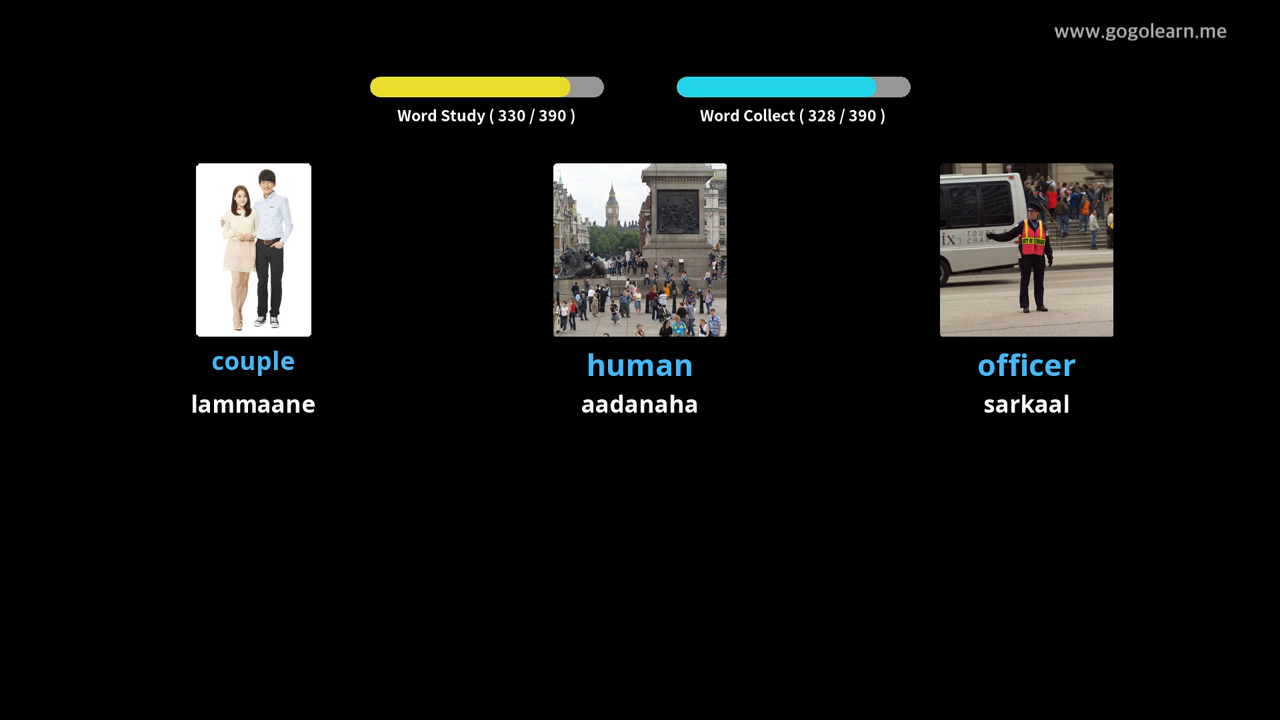 www.gogolearn.me
Word Study ( 330 / 390 )
Word Collect ( 328 / 390 )
couple
human
officer
lammaane
aadanaha
sarkaal